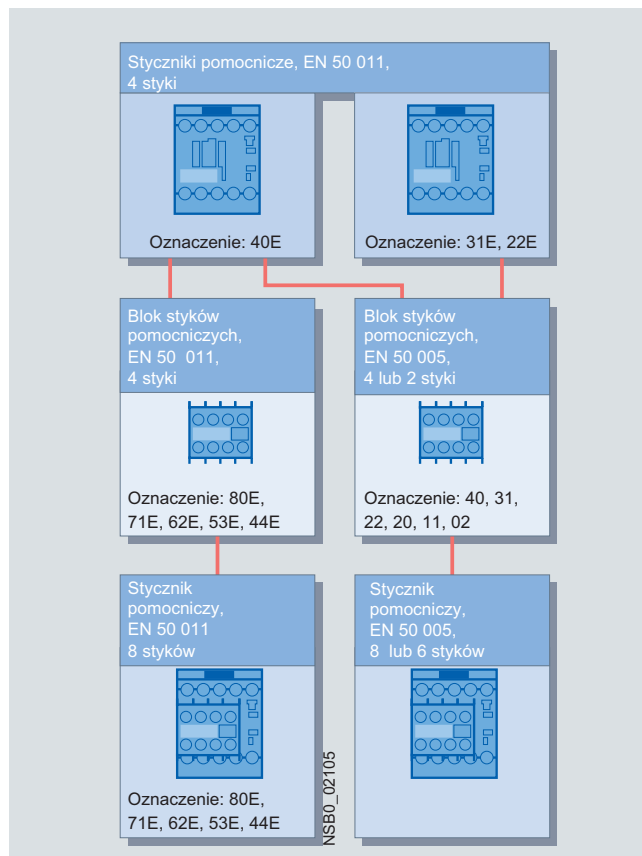 Styczniki pomocnicze, EN 50 011,
4 styki
Oznaczenie: 40E
Oznaczenie: 31E, 22E
Blok styków
pomocniczych,
EN 50 011,
4 styki
Oznaczenie: 80E,
71E, 62E, 53E, 44E
Blok styków
pomocniczych,
EN 50 005,
4 lub 2 styki
Oznaczenie: 40, 31,
22, 20, 11, 02
Stycznik
pomocniczy,
EN 50 011
8 styków
Oznaczenie: 80E,
71E, 62E, 53E, 44E
Stycznik
pomocniczy,
EN 50 005,
8 lub 6 styków
NSB0_02105